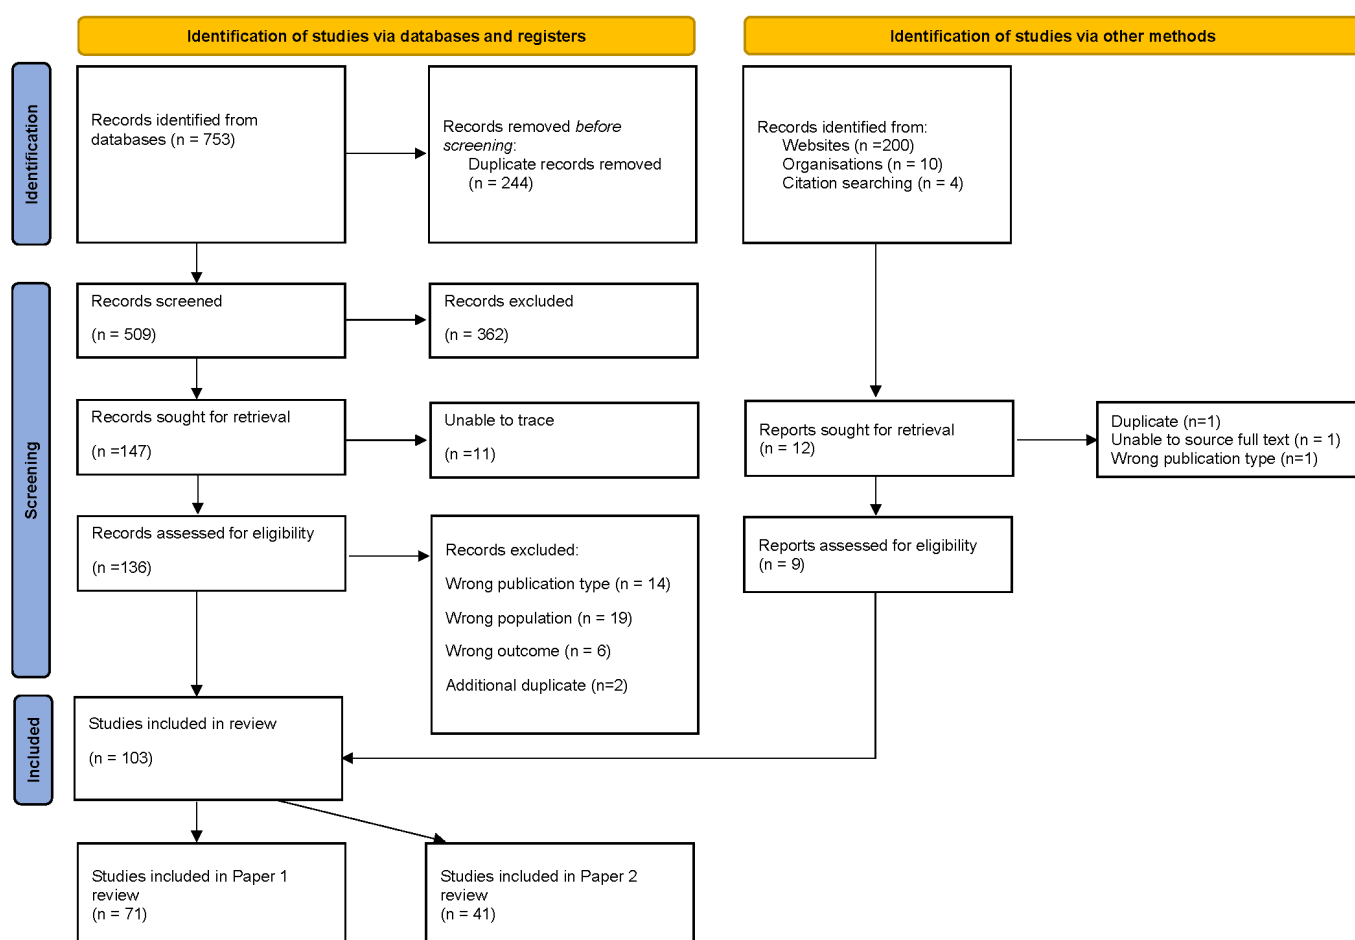 Identification of studies via databases and registers
Identification of studies via other methods
Identification
Records identified from
databases (n = 753)
Records removed before
screening:
Duplicate records removed
(n = 244)
Records identified from:
Websites (n =200)
Organisations (n = 10)
Citation searching (n = 4)
Screening
Records screened
(n = 509)
Records excluded
(n = 362)
Records sought for retrieval
(n =147)
Unable to trace
(n =11)
Reports sought for retrieval
(n = 12)
Duplicate (n=1)
Unable to source full text (n = 1)
Wrong publication type (n=1)
Records assessed for eligibility
(n =136)
Records excluded:
Wrong publication type (n = 14)
Wrong population (n = 19)
Wrong outcome (n = 6)
Additional duplicate (n=2)
Reports assessed for eligibility
(n = 9)
Included
Studies included in review
(n = 103)
Studies included in Paper 1
review
(n = 71)
Studies included in Paper 2
review
(n = 41)